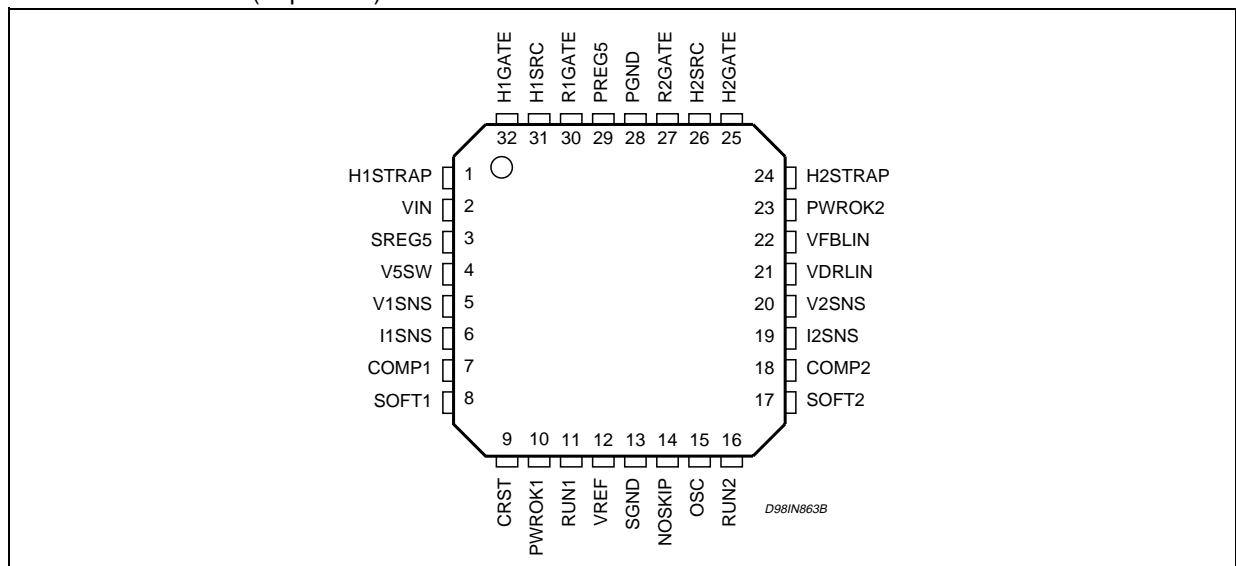 H1GATE
H1SRC
R1GATE
PREG5
PGND
R2GATE
H2SRC
H2GATE
32 31 30 29 28 27 26 25
H1STRAP 1 24 H2STRAP
VIN 2 23 PWROK2
SREG5 3 22 VFBLIN
V5SW 4 21 VDRLIN
V1SNS 5 20 V2SNS
I1SNS 6 19 I2SNS
COMP1 7 18 COMP2
SOFT1 8 17 SOFT2
9 10 11 12 13 14 15 16
CRST
PWROK1
RUN1
VREF
SGND
NOSKIP
OSC
RUN2
D98IN863B